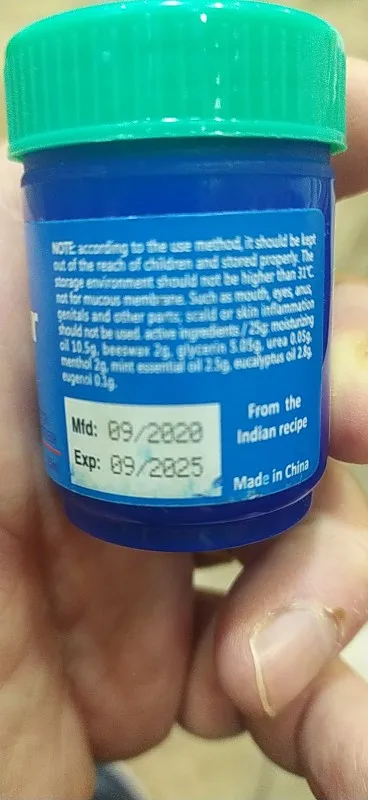 NOTE: according to the use method, it should be kept
out of the reach of children and stored properly. The
storage environment should not be higher than 31℃.
not for mucous membrane. Such as mouth, eyes, anus,
genitals and other parts; scald or skin inflammation
should not be used. active ingredients / 25g: moisturizing
oil 10.5g, beeswax 2g, glycerin 5.05g, urea 0.05g,
menthol 2g, mint essential oil 2.5g, eucalyptus oil 2.8g,
eugenol 0.1g.
r
Mfd: 09/2020
Exp: 09/2025
From the
Indian recipe
Made in China